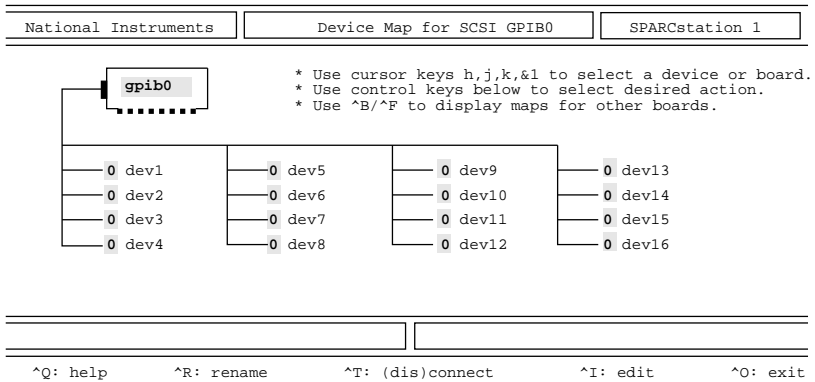 National Instruments Device Map for SCSI GPIB0 SPARCstation 1
gpib0
* Use cursor keys h,j,k,&1 to select a device or board.
* Use control keys below to select desired action.
* Use ^B/^F to display maps for other boards.
0 dev1 0 dev5 0 dev9 0 dev13
0 dev2 0 dev6 0 dev10 0 dev14
0 dev3 0 dev7 0 dev11 0 dev15
0 dev4 0 dev8 0 dev12 0 dev16
^Q: help ^R: rename ^T: (dis)connect ^I: edit ^O: exit